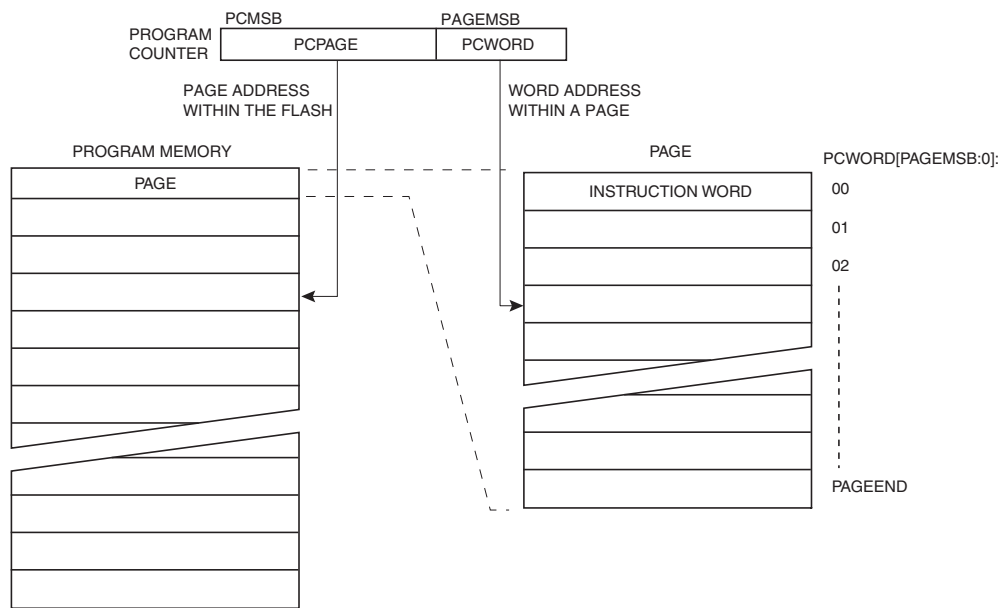 PCMSB
PAGEMSB
PROGRAM
COUNTER
PCPAGE
PCWORD
PAGE ADDRESS
WITHIN THE FLASH
WORD ADDRESS
WITHIN A PAGE
PROGRAM MEMORY
PAGE
PAGE
PCWORD[PAGEMSB:0]:
INSTRUCTION WORD
00
01
02
PAGEEND